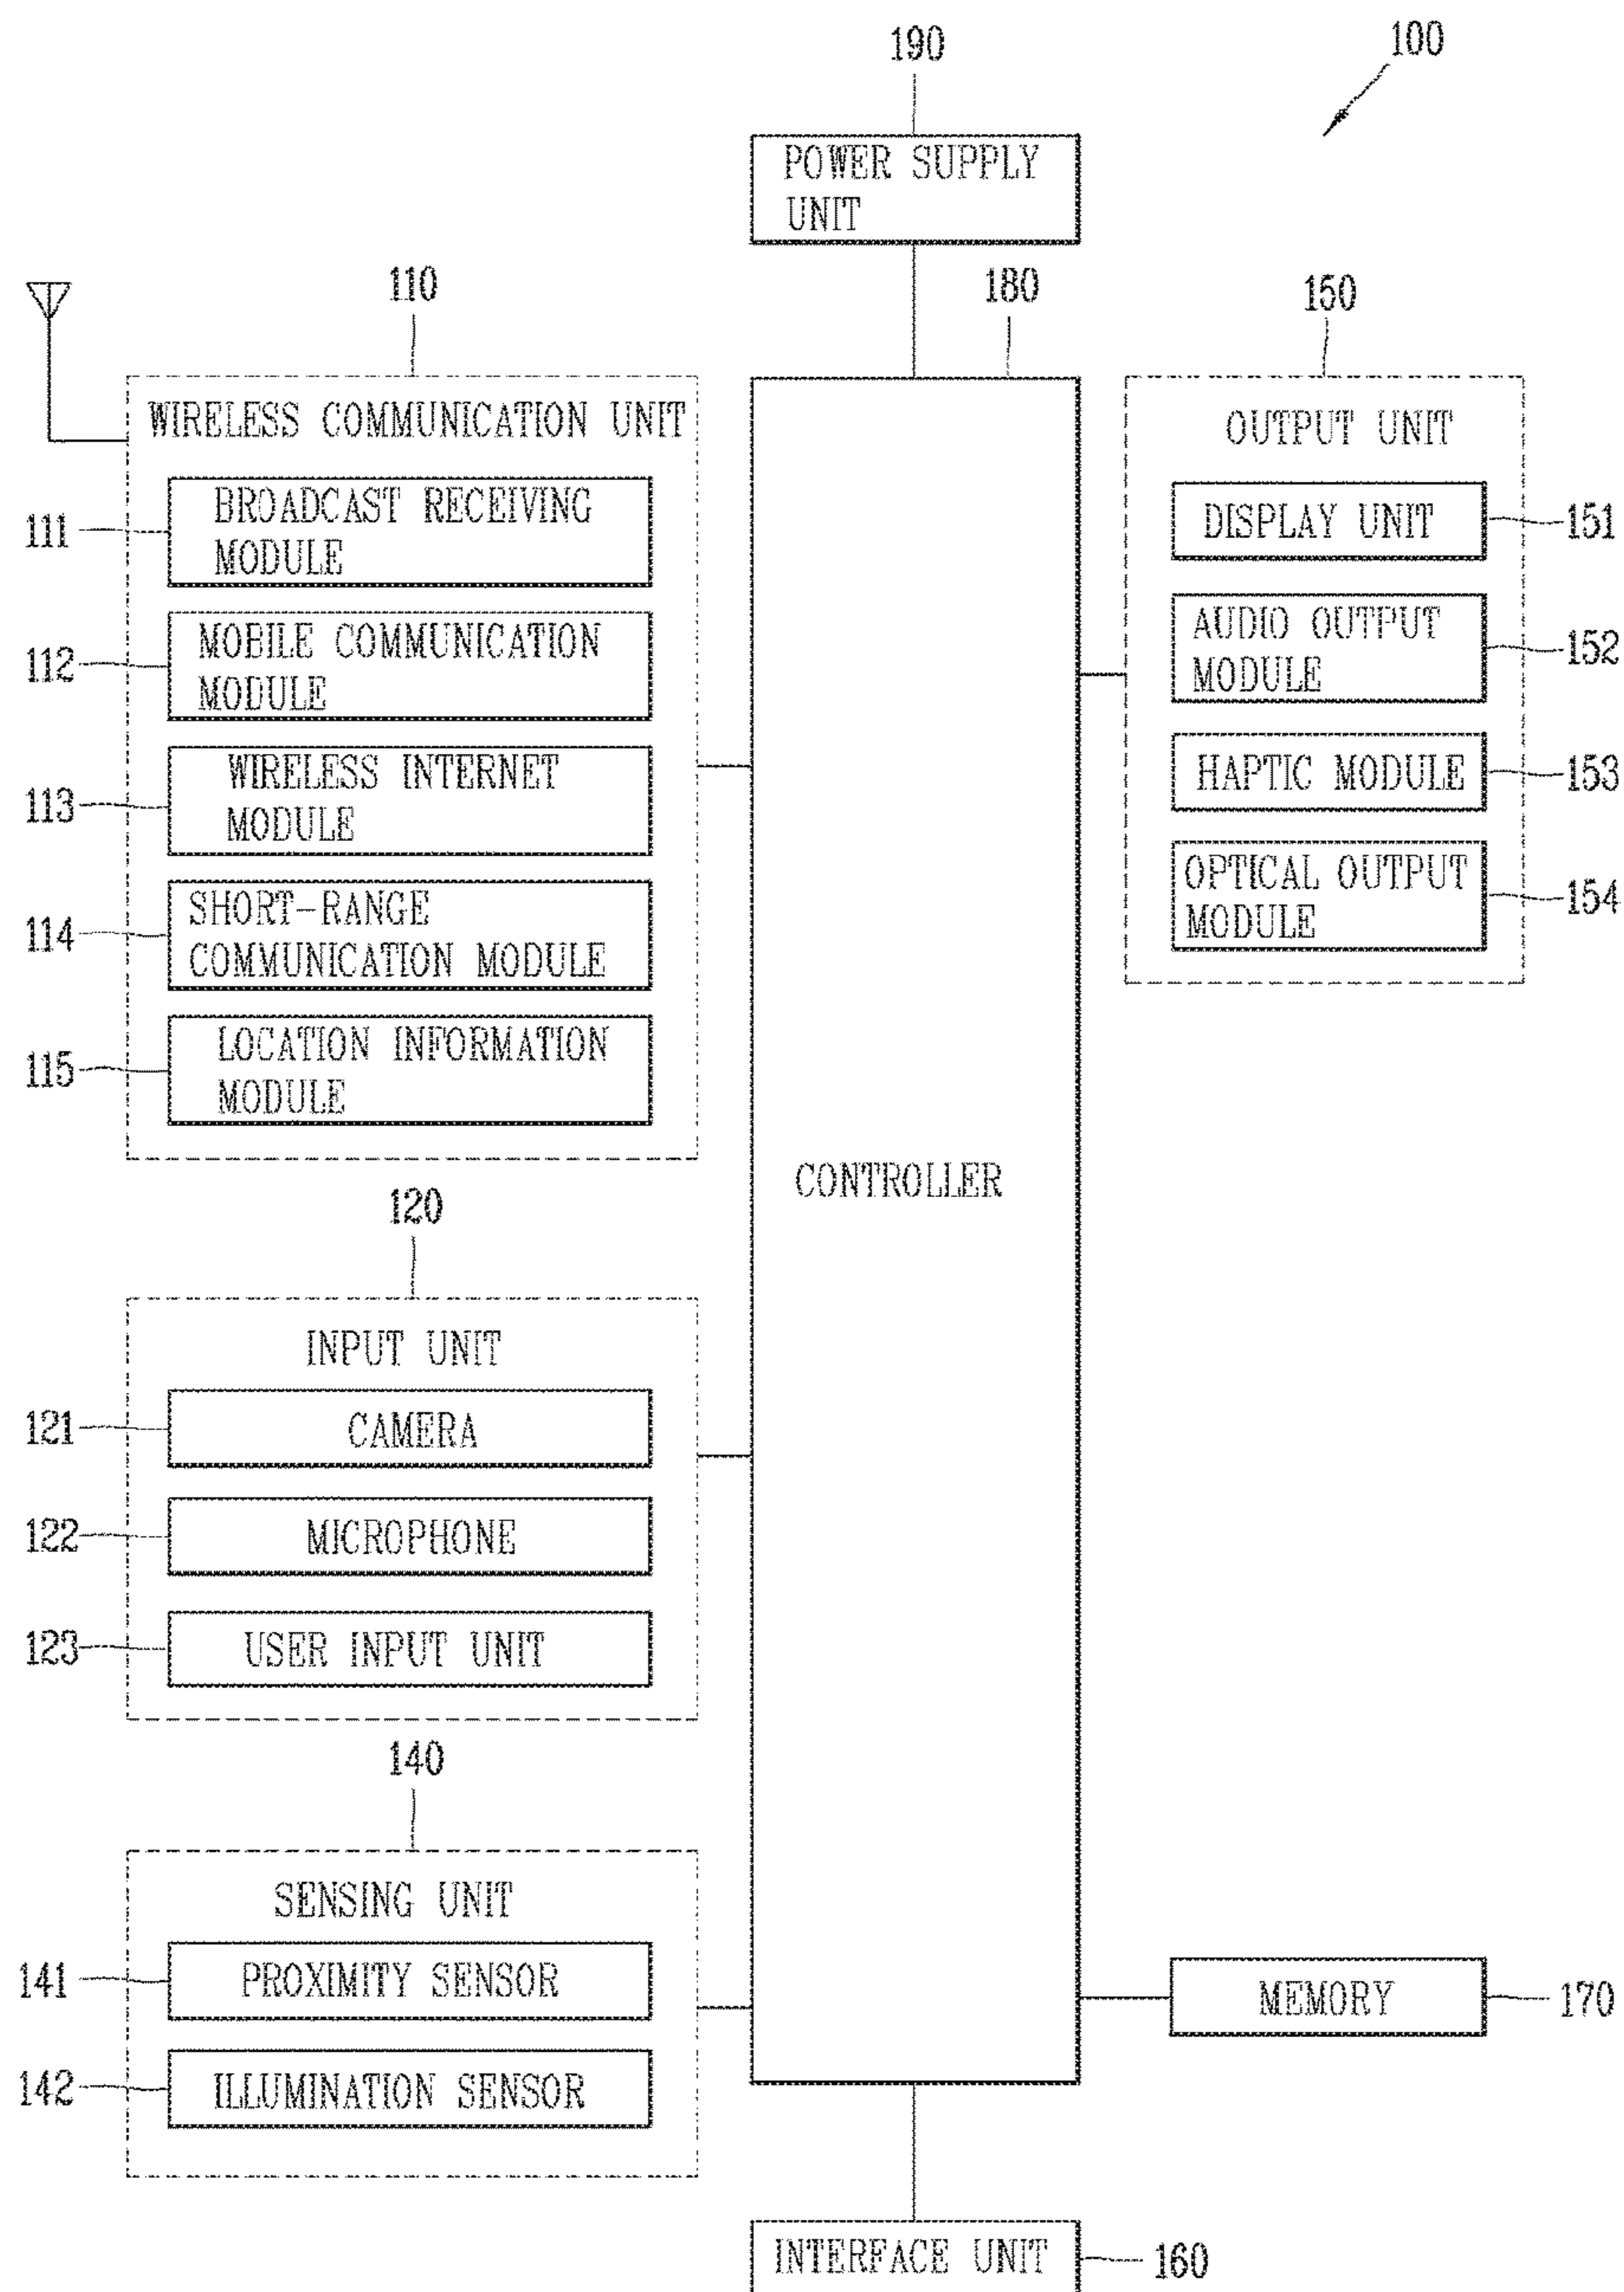 100
190
POWER SUPPLY
UNIT
110
180
150
WIRELESS COMMUNICATION UNIT
111
BROADCAST RECEIVING
MODULE
112
MOBILE COMMUNICATION
MODULE
113
WIRELESS INTERNET
MODULE
114
SHORT-RANGE
COMMUNICATION MODULE
115
LOCATION INFORMATION
MODULE
120
INPUT UNIT
121
CAMERA
122
MICROPHONE
123
USER INPUT UNIT
140
SENSING UNIT
141
PROXIMITY SENSOR
142
ILLUMINATION SENSOR
CONTROLLER
OUTPUT UNIT
DISPLAY UNIT
151
AUDIO OUTPUT
MODULE
152
HAPTIC MODULE
153
OPTICAL OUTPUT
MODULE
154
MEMORY
170
INTERFACE UNIT
160